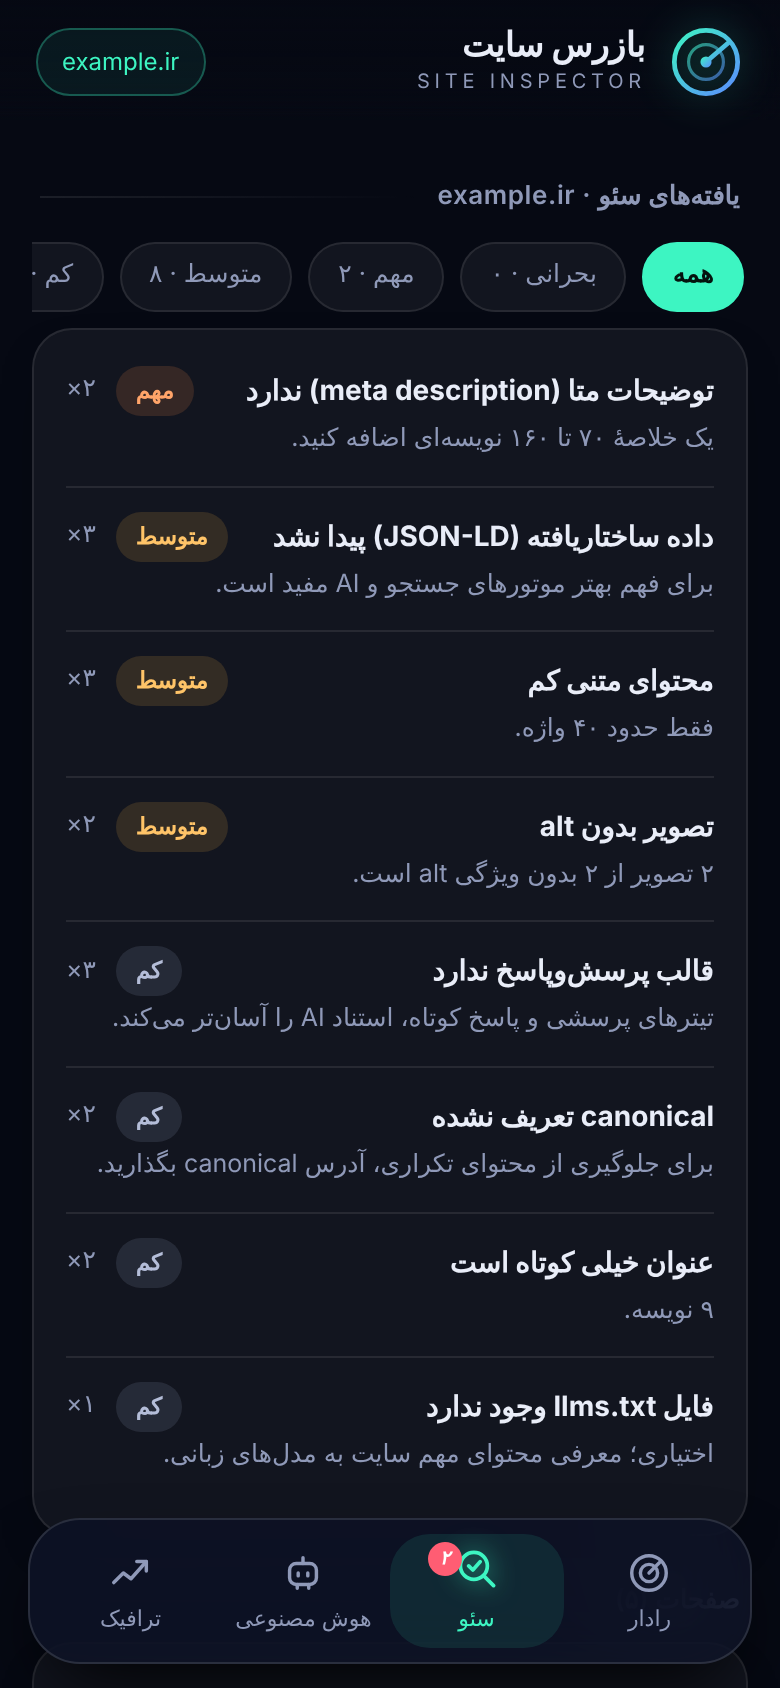 بازرس سایت
SITE INSPECTOR
example.ir
یافته‌های سئو · example.ir
همه
بحرانی · ۰
مهم · ۲
متوسط · ۸
کم ·
توضیحات متا (meta description) ندارد
مهم
×۲
یک خلاصهٔ ۷۰ تا ۱۶۰ نویسه‌ای اضافه کنید.
داده ساختاریافته (JSON-LD) پیدا نشد
متوسط
×۳
برای فهم بهتر موتورهای جستجو و AI مفید است.
محتوای متنی کم
متوسط
×۳
فقط حدود ۴۰ واژه.
تصویر بدون alt
متوسط
×۲
۲ تصویر از ۲ بدون ویژگی alt است.
قالب پرسش‌وپاسخ ندارد
کم
×۳
تیترهای پرسشی و پاسخ کوتاه، استناد AI را آسان‌تر می‌کند.
canonical تعریف نشده
کم
×۲
برای جلوگیری از محتوای تکراری، آدرس canonical بگذارید.
عنوان خیلی کوتاه است
کم
×۲
۹ نویسه.
فایل llms.txt وجود ندارد
کم
×۱
اختیاری؛ معرفی محتوای مهم سایت به مدل‌های زبانی.
صفحات
رادار
۲
سئو
هوش مصنوعی
ترافیک